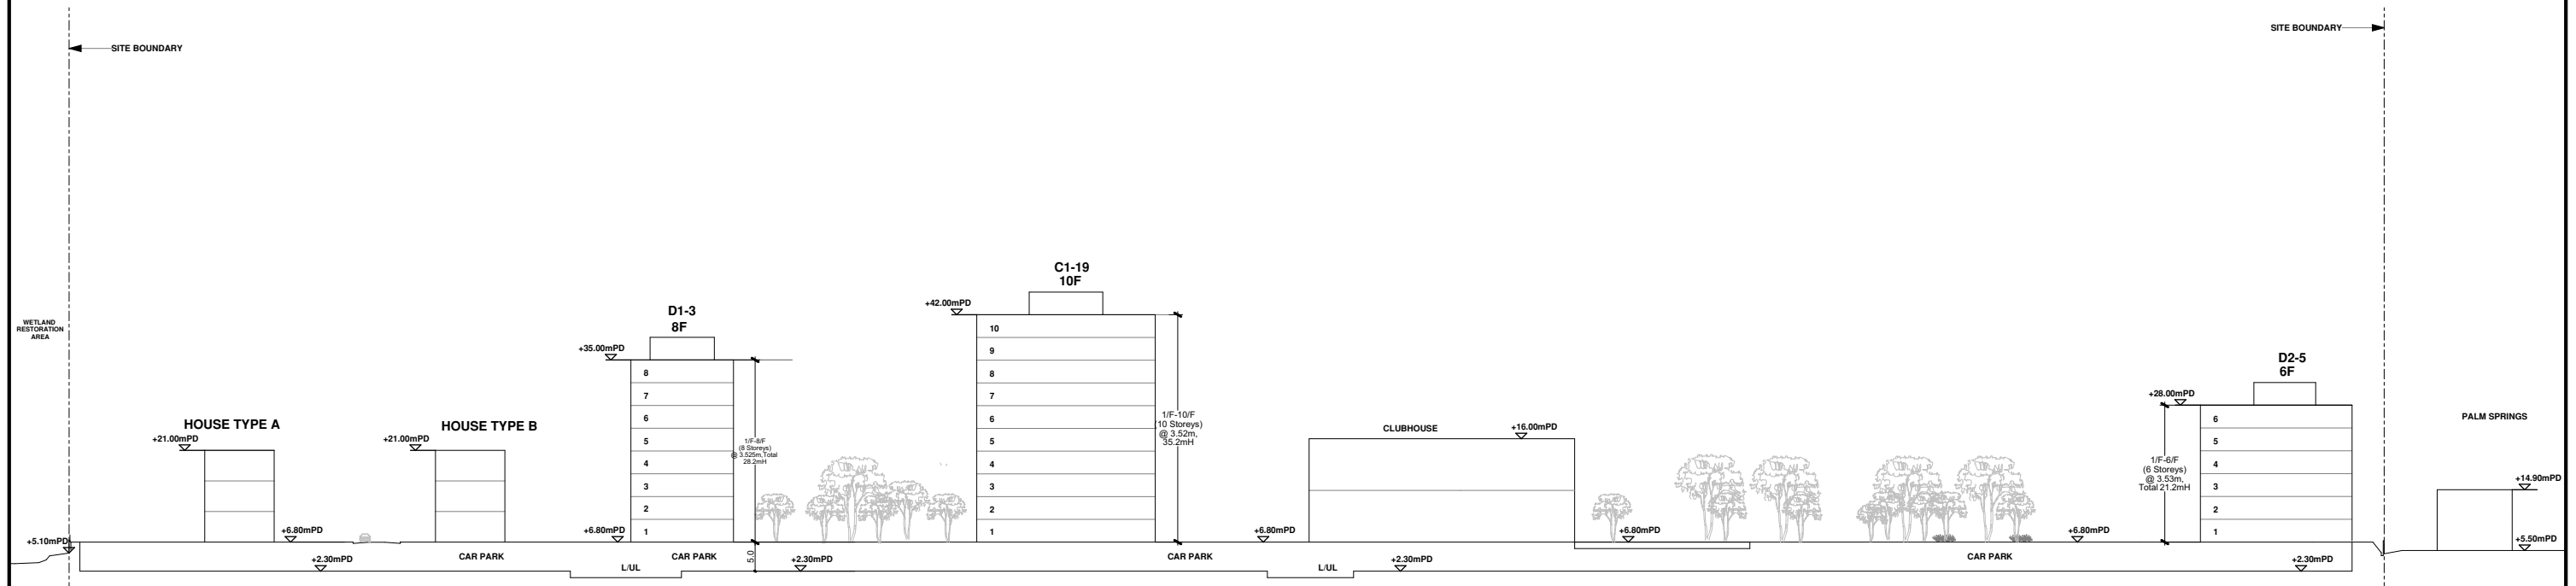 SITE BOUNDARY
SITE BOUNDARY
C1-19
10F
+42.00mPD
D1-3
8F
WETLAND
RESTORATION
AREA
10
9
8
7
6
5
4
3
2
1
1/F-10/F
(10 Storeys)
@ 3.52m,
35.2mH
+35.00mPD
8
7
6
5
4
3
2
1
1/F-8/F
(8 Storeys)
@ 3.525m,Total
28.2mH
D2-5
6F
+28.00mPD
6
5
4
3
2
1
1/F-6/F
(6 Storeys)
@ 3.53m,
Total 21.2mH
HOUSE TYPE A
+21.00mPD
HOUSE TYPE B
+21.00mPD
CLUBHOUSE
+16.00mPD
PALM SPRINGS
+14.90mPD
+5.10mPD
+6.80mPD
+6.80mPD
+6.80mPD
+6.80mPD
+6.80mPD
+5.50mPD
CAR PARK
CAR PARK
5.0
CAR PARK
CAR PARK
+2.30mPD
L/UL
+2.30mPD
L/UL
+2.30mPD
+2.30mPD